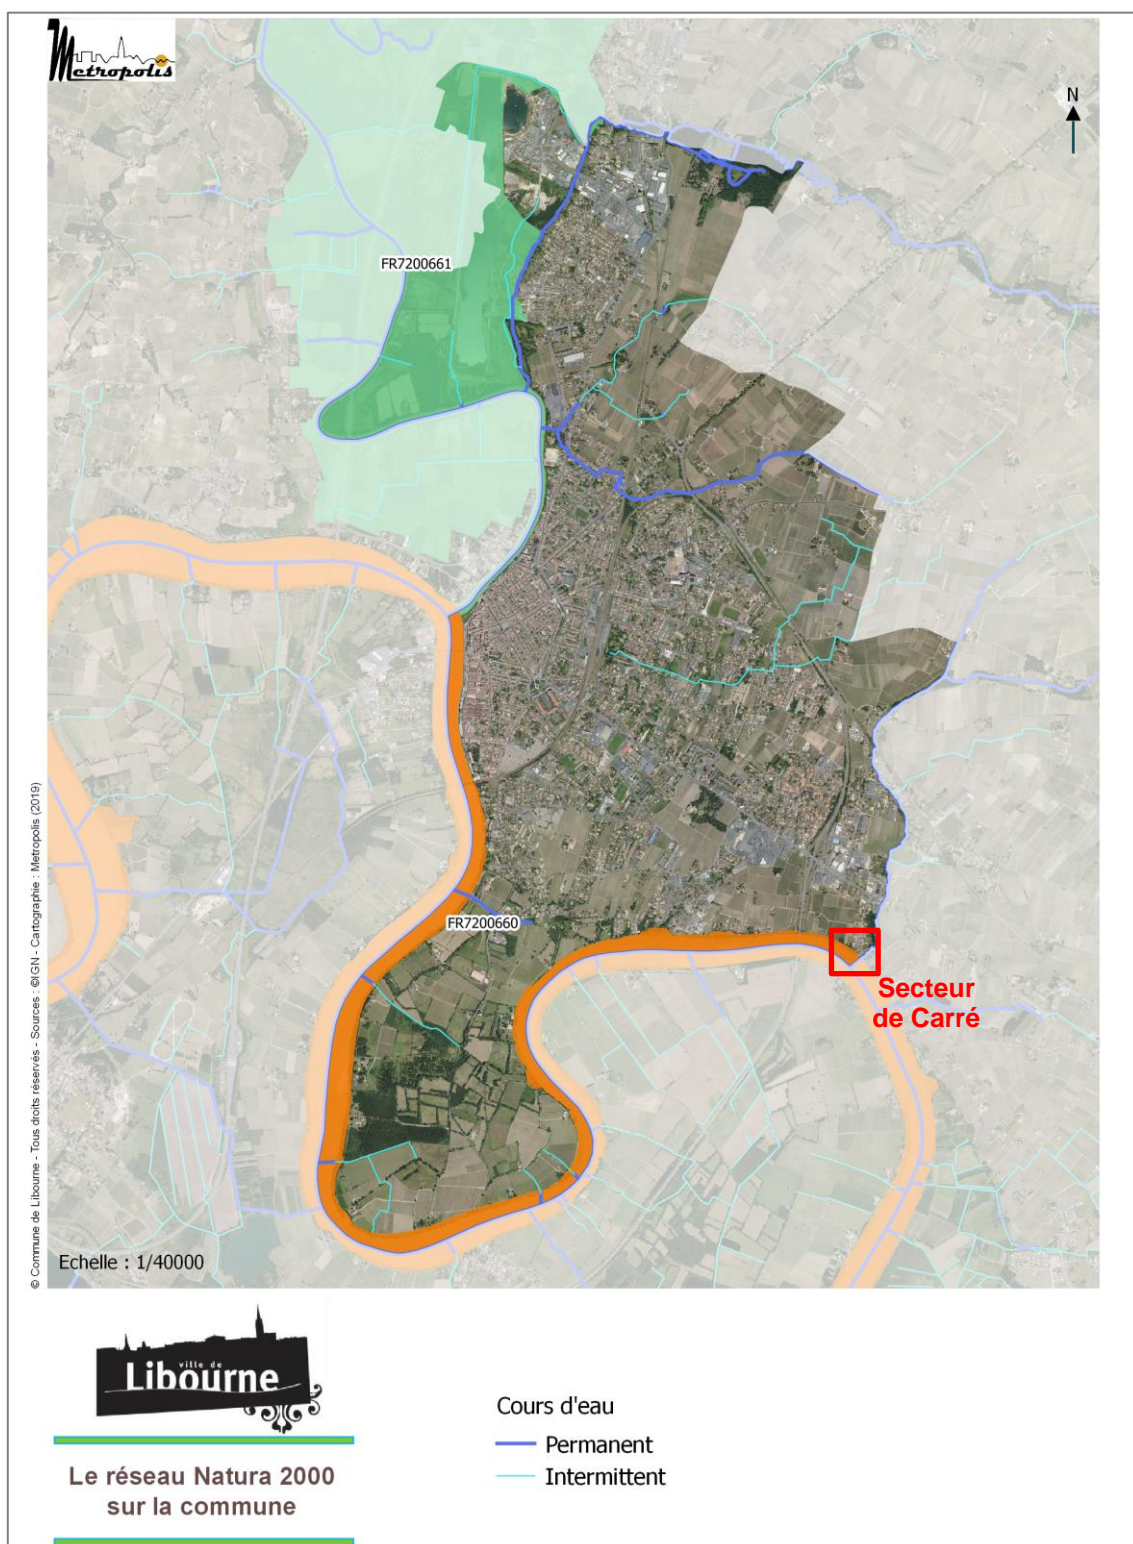 Metropolis
N
FR7200661
FR7200660
Secteur
de Carré
© Commune de Libourne - Tous droits réservés - Sources : ©IGN - Cartographie : Metropolis (2019)
Echelle : 1/40000
ville de
Libourne
Le réseau Natura 2000
sur la commune
Cours d'eau
Permanent
Intermittent